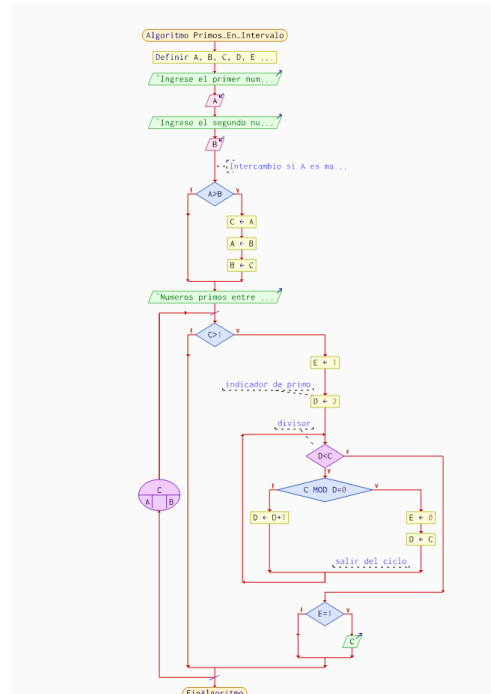 Algoritmo Primos_En_Intervalo
Definir A, B, C, D, E ...
'Ingrese el primer num...
A
'Ingrese el segundo nu...
B
Intercambio si A es ma...
F
A>B
V
C ← A
A ← B
B ← C
'Numeros primos entre ...
F
C>1
V
E ← 1
indicador de primo
D ← 2
divisor
D<C
F
V
C
A
B
F
C MOD D=0
V
D ← D+1
E ← 0
D ← C
salir del ciclo
F
E=1
V
C
FinAlgoritmo